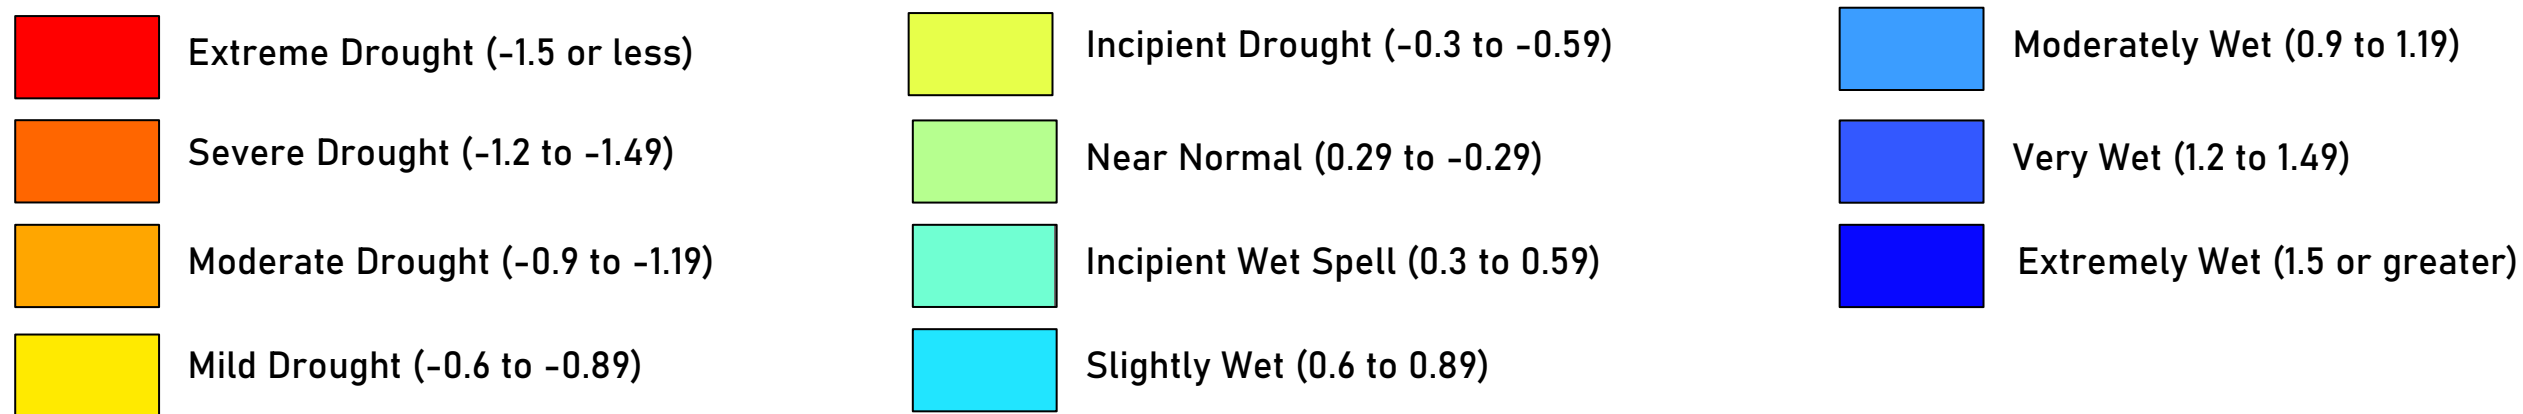 Extreme Drought (-1.5 or less)
Severe Drought (-1.2 to -1.49)
Moderate Drought (-0.9 to -1.19)
Mild Drought (-0.6 to -0.89)
Incipient Drought (-0.3 to -0.59)
Near Normal (0.29 to -0.29)
Incipient Wet Spell (0.3 to 0.59)
Slightly Wet (0.6 to 0.89)
Moderately Wet (0.9 to 1.19)
Very Wet (1.2 to 1.49)
Extremely Wet (1.5 or greater)